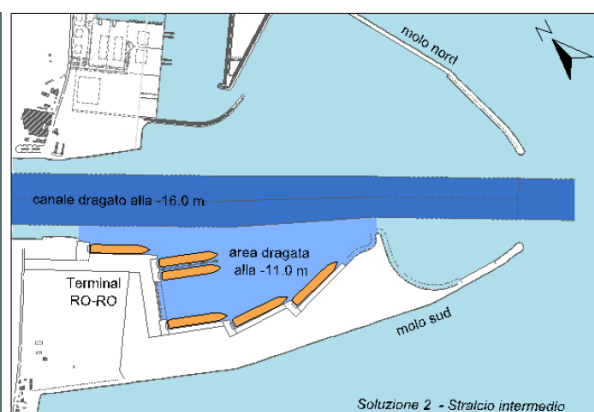 N
molo nord
canale dragato alla -16.0 m
area dragata
alla -11.0 m
Terminal
RO-RO
molo sud
Soluzione 2 - Stralcio intermedio